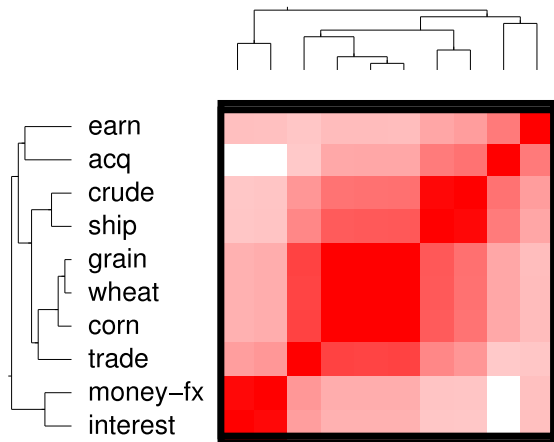 earn
acq
crude
ship
grain
wheat
corn
trade
money−fx
interest